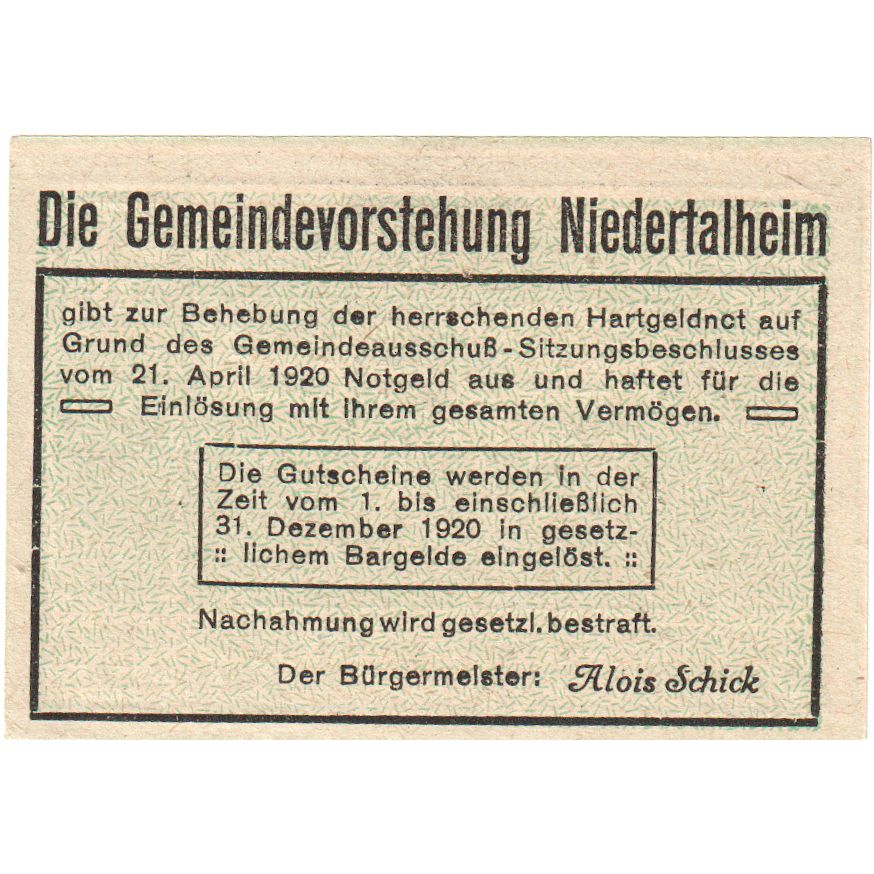 Die Gemeindevorstehung Niedertalheim
gibt zur Behebung der herrschenden Hartgeldnct auf
Grund des Gemeindeausschuß-Sitzungsbeschlusses
vom 21. April 1920 Notgeld aus und haftet für die
Einlösung mit ihrem gesamten Vermögen.
Die Gutscheine werden in der
Zeit vom 1. bis einschließlich
31. Dezember 1920 in gesetz-
:: lichem Bargelde eingelöst. ::
Nachahmung wird gesetzl. bestraft.
Der Bürgermeister: Alois Schick